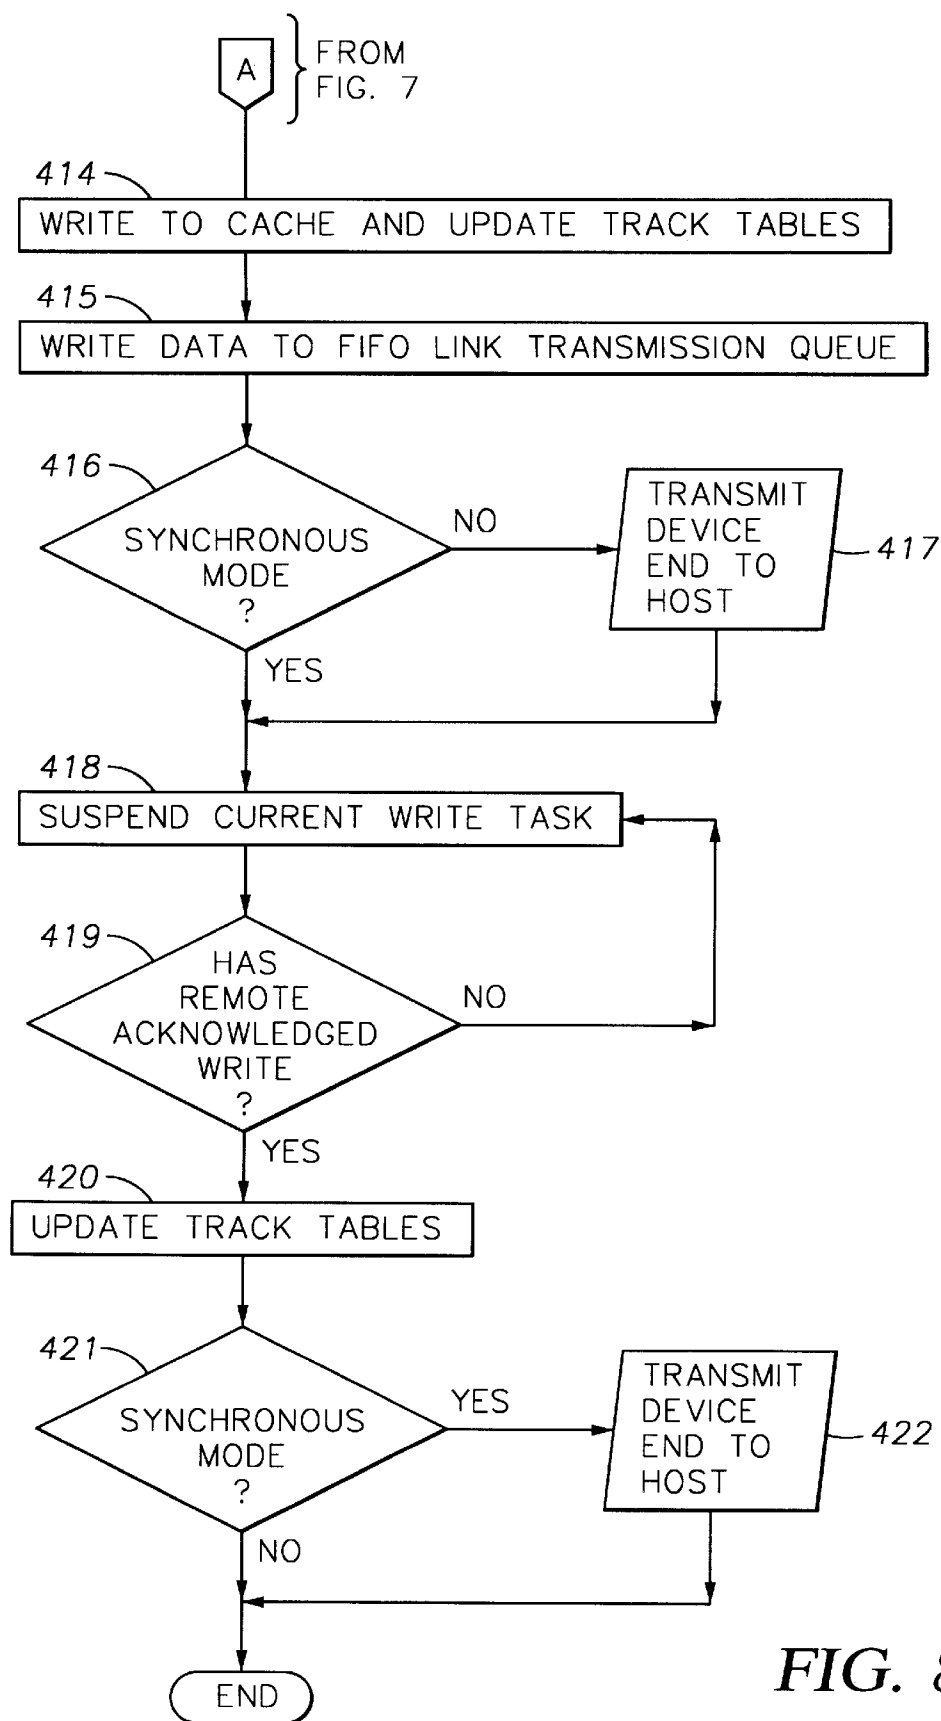 A
FROM
FIG. 7
414
WRITE TO CACHE AND UPDATE TRACK TABLES
415
WRITE DATA TO FIFO LINK TRANSMISSION QUEUE
416
SYNCHRONOUS
MODE
?
NO
TRANSMIT
DEVICE
END TO
HOST
417
YES
418
SUSPEND CURRENT WRITE TASK
419
HAS
REMOTE
ACKNOWLEDGED
WRITE
?
NO
YES
420
UPDATE TRACK TABLES
421
SYNCHRONOUS
MODE
?
YES
TRANSMIT
DEVICE
END TO
HOST
422
NO
END
FIG. 8